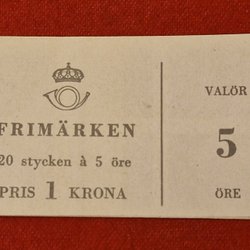 FRIMÄRKEN
20 stycken à 5 öre
PRIS 1 KRONA
VALÖR
5
ÖRE